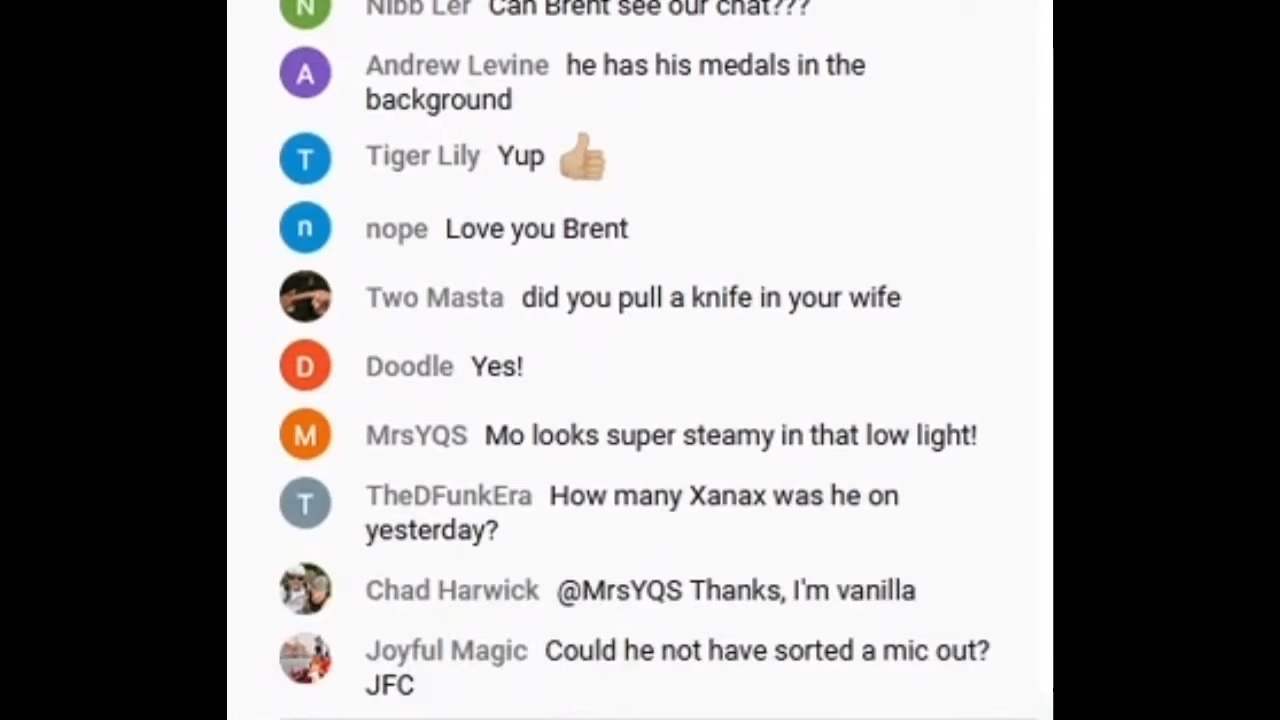 N Nibb Ler Can Brent see our chat???
A Andrew Levine he has his medals in the
background
T Tiger Lily Yup 👍🏼
n nope Love you Brent
Two Masta did you pull a knife in your wife
D Doodle Yes!
M MrsYQS Mo looks super steamy in that low light!
T TheDFunkEra How many Xanax was he on
yesterday?
Chad Harwick @MrsYQS Thanks, I'm vanilla
Joyful Magic Could he not have sorted a mic out?
JFC